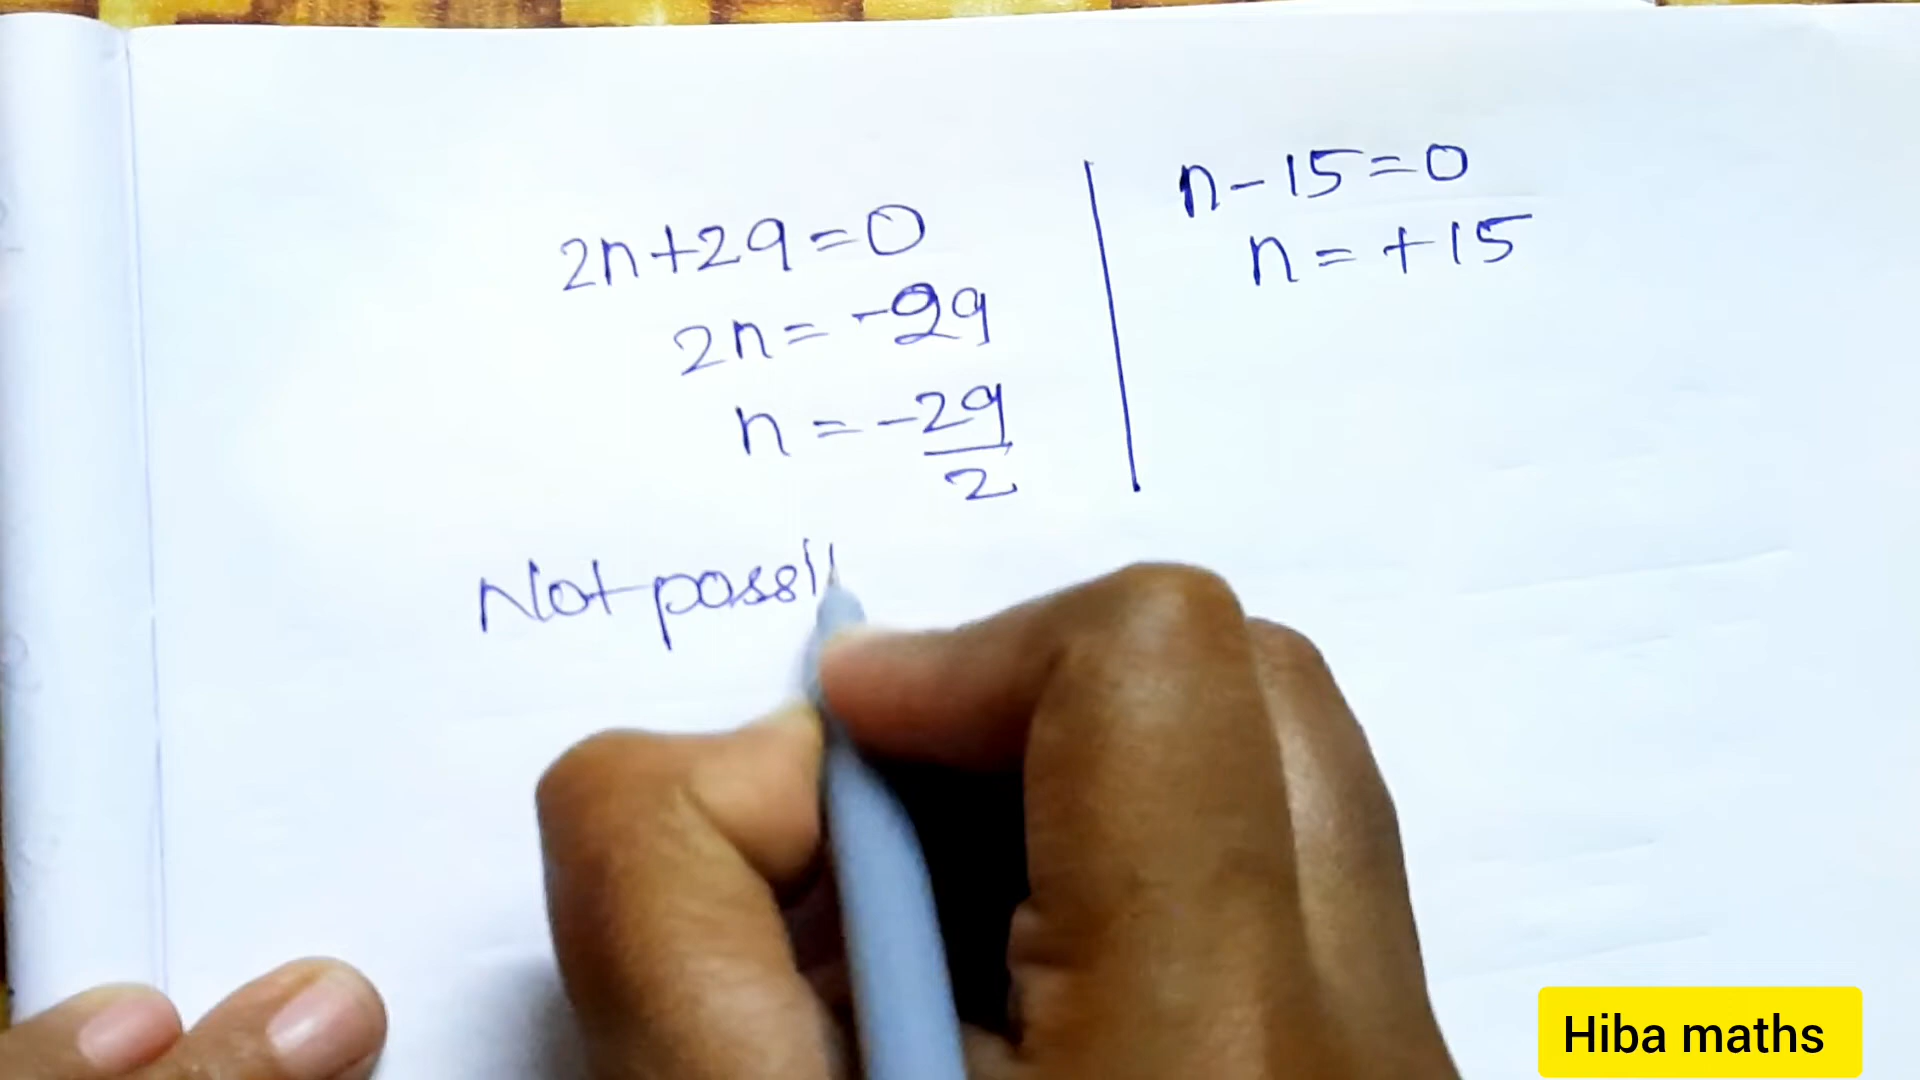 2n+29=0
2n=-29
n=-29/2
Not possi
n-15=0
n=+15
Hiba maths